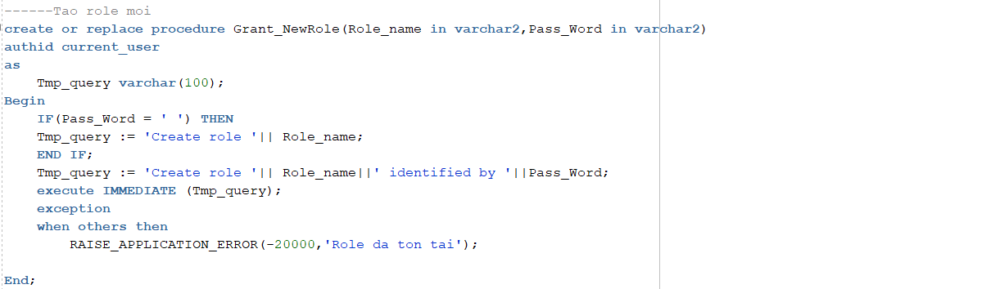 ------Tao role moi
create or replace procedure Grant_NewRole(Role_name in varchar2,Pass_Word in varchar2)
authid current_user
as
    Tmp_query varchar(100);
Begin
    IF(Pass_Word = ' ') THEN
    Tmp_query := 'Create role '|| Role_name;
    END IF;
    Tmp_query := 'Create role '|| Role_name||' identified by '||Pass_Word;
    execute IMMEDIATE (Tmp_query);
    exception
    when others then
        RAISE_APPLICATION_ERROR(-20000,'Role da ton tai');
End;